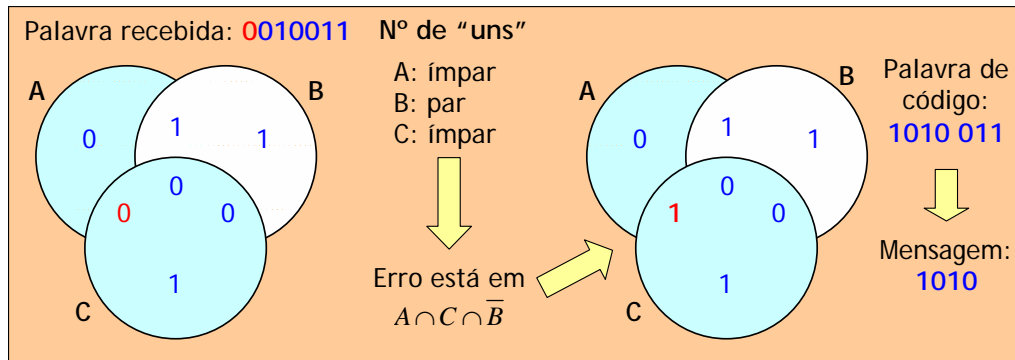 Palavra recebida: 0010011
Nº de “uns”
A: ímpar
B: par
C: ímpar
A
B
0
1
1
0
0
0
1
C
Erro está em
A∩C∩B̅
A
B
0
1
1
0
1
0
1
C
Palavra de
código:
1010 011
Mensagem:
1010